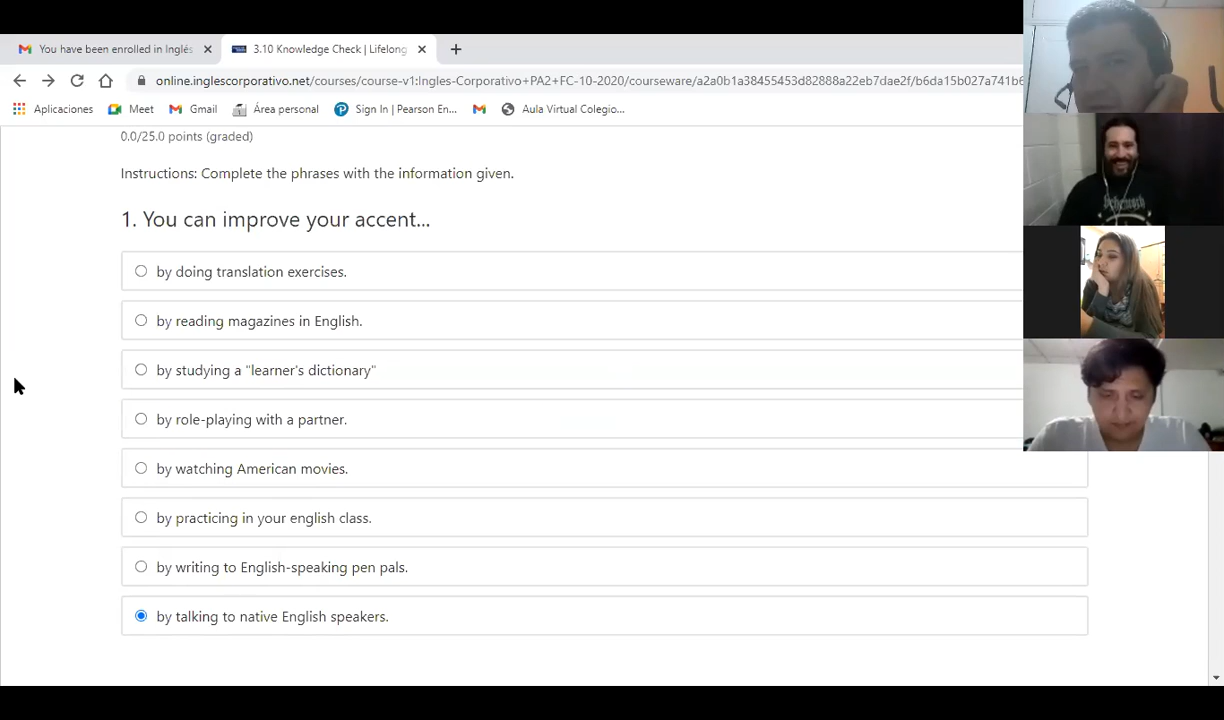 You have been enrolled in Inglés
3.10 Knowledge Check | Lifelong
online.inglescorporativo.net/courses/course-v1:Ingles-Corporativo+PA2+FC-10-2020/courseware/a2a0b1a38455453d82888a22eb7dae2f/b6da15b027a741b6
Aplicaciones Meet Gmail Área personal Sign In | Pearson En... Aula Virtual Colegio...
0.0/25.0 points (graded)
Instructions: Complete the phrases with the information given.
1. You can improve your accent...
by doing translation exercises.
by reading magazines in English.
by studying a "learner's dictionary"
by role-playing with a partner.
by watching American movies.
by practicing in your english class.
by writing to English-speaking pen pals.
by talking to native English speakers.